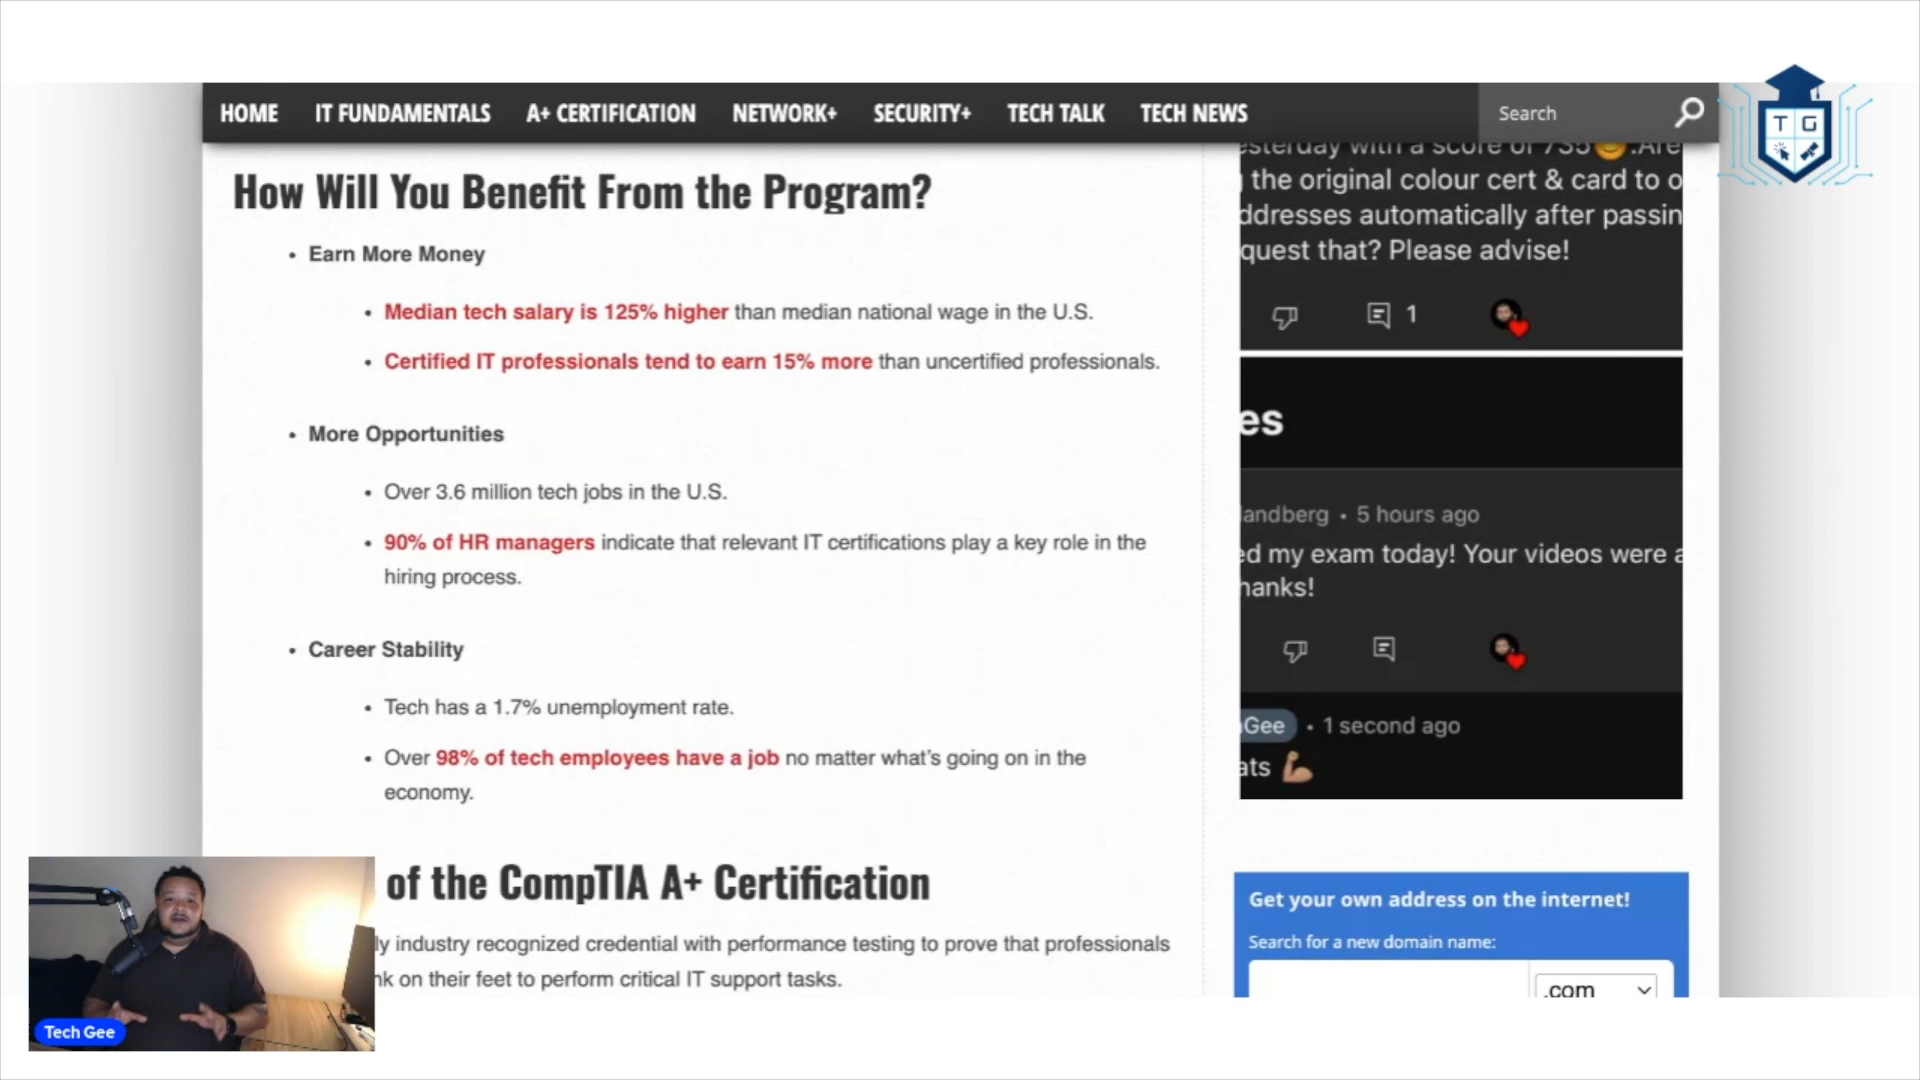 HOME IT FUNDAMENTALS A+ CERTIFICATION NETWORK+ SECURITY+ TECH TALK TECH NEWS
Search
T G
How Will You Benefit From the Program?
• Earn More Money
• Median tech salary is 125% higher than median national wage in the U.S.
• Certified IT professionals tend to earn 15% more than uncertified professionals.
• More Opportunities
• Over 3.6 million tech jobs in the U.S.
• 90% of HR managers indicate that relevant IT certifications play a key role in the
hiring process.
• Career Stability
• Tech has a 1.7% unemployment rate.
• Over 98% of tech employees have a job no matter what's going on in the
economy.
of the CompTIA A+ Certification
ly industry recognized credential with performance testing to prove that professionals
nk on their feet to perform critical IT support tasks.
Tech Gee
esterday with a score of 735😊.Are
the original colour cert & card to o
ddresses automatically after passin
quest that? Please advise!
1
es
andberg • 5 hours ago
ed my exam today! Your videos were a
hanks!
Gee • 1 second ago
ats 💪🏽
Get your own address on the internet!
Search for a new domain name:
.com